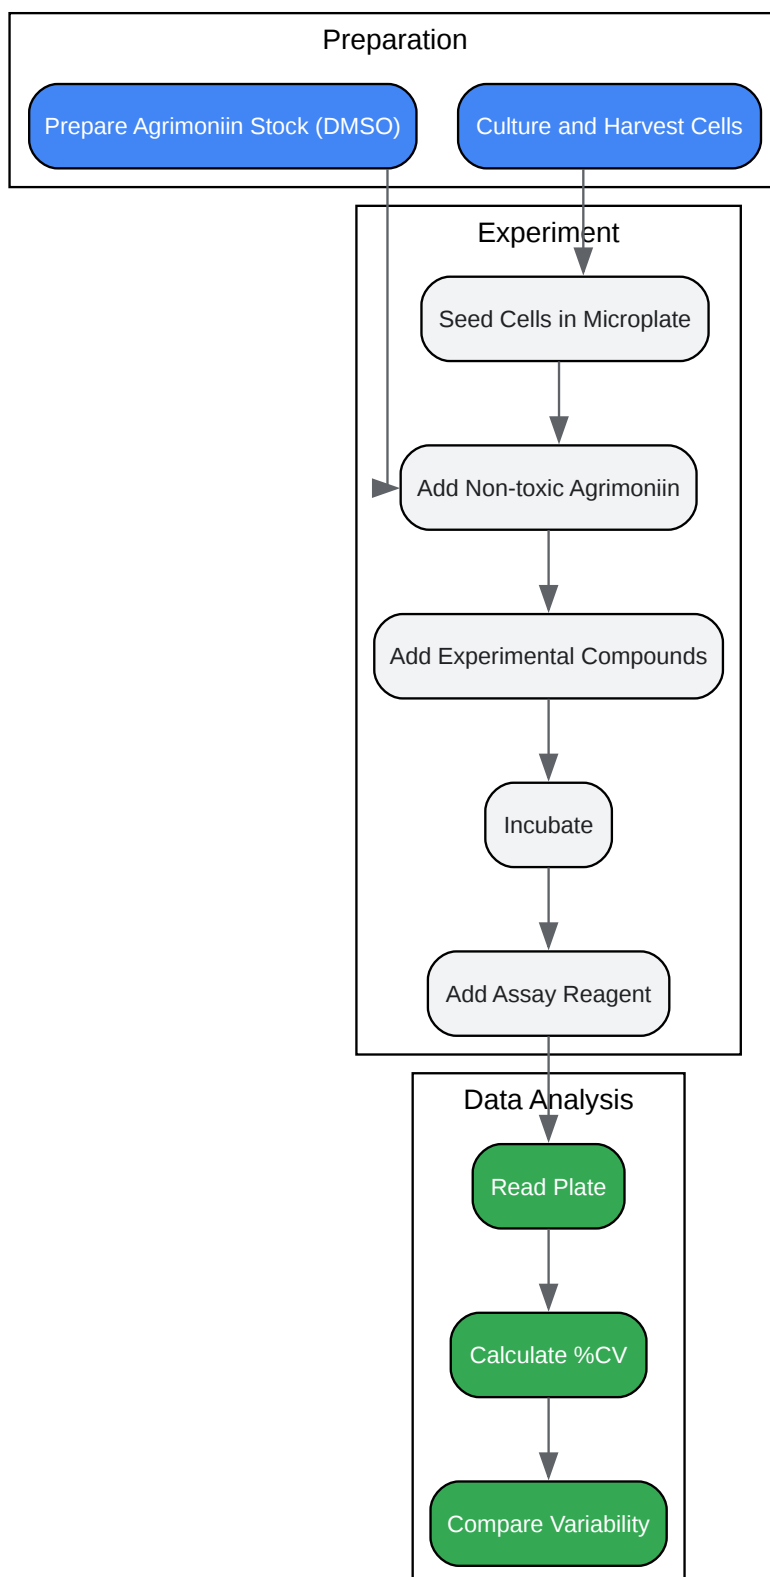 Preparation
Prepare Agrimoniin Stock (DMSO)
Culture and Harvest Cells
Experiment
Seed Cells in Microplate
Add Non-toxic Agrimoniin
Add Experimental Compounds
Incubate
Add Assay Reagent
Data Analysis
Read Plate
Calculate %CV
Compare Variability